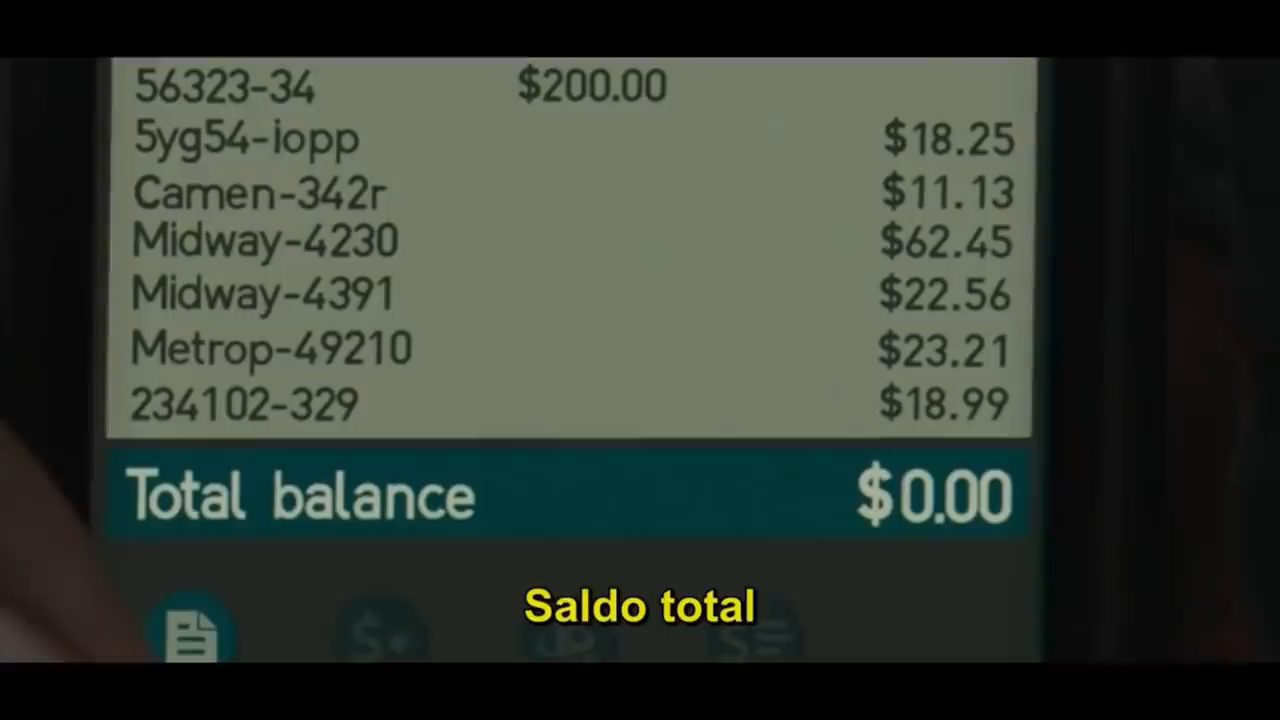 56323-34 $200.00
5yg54-iopp $18.25
Camen-342r $11.13
Midway-4230 $62.45
Midway-4391 $22.56
Metrop-49210 $23.21
234102-329 $18.99
Total balance $0.00
Saldo total